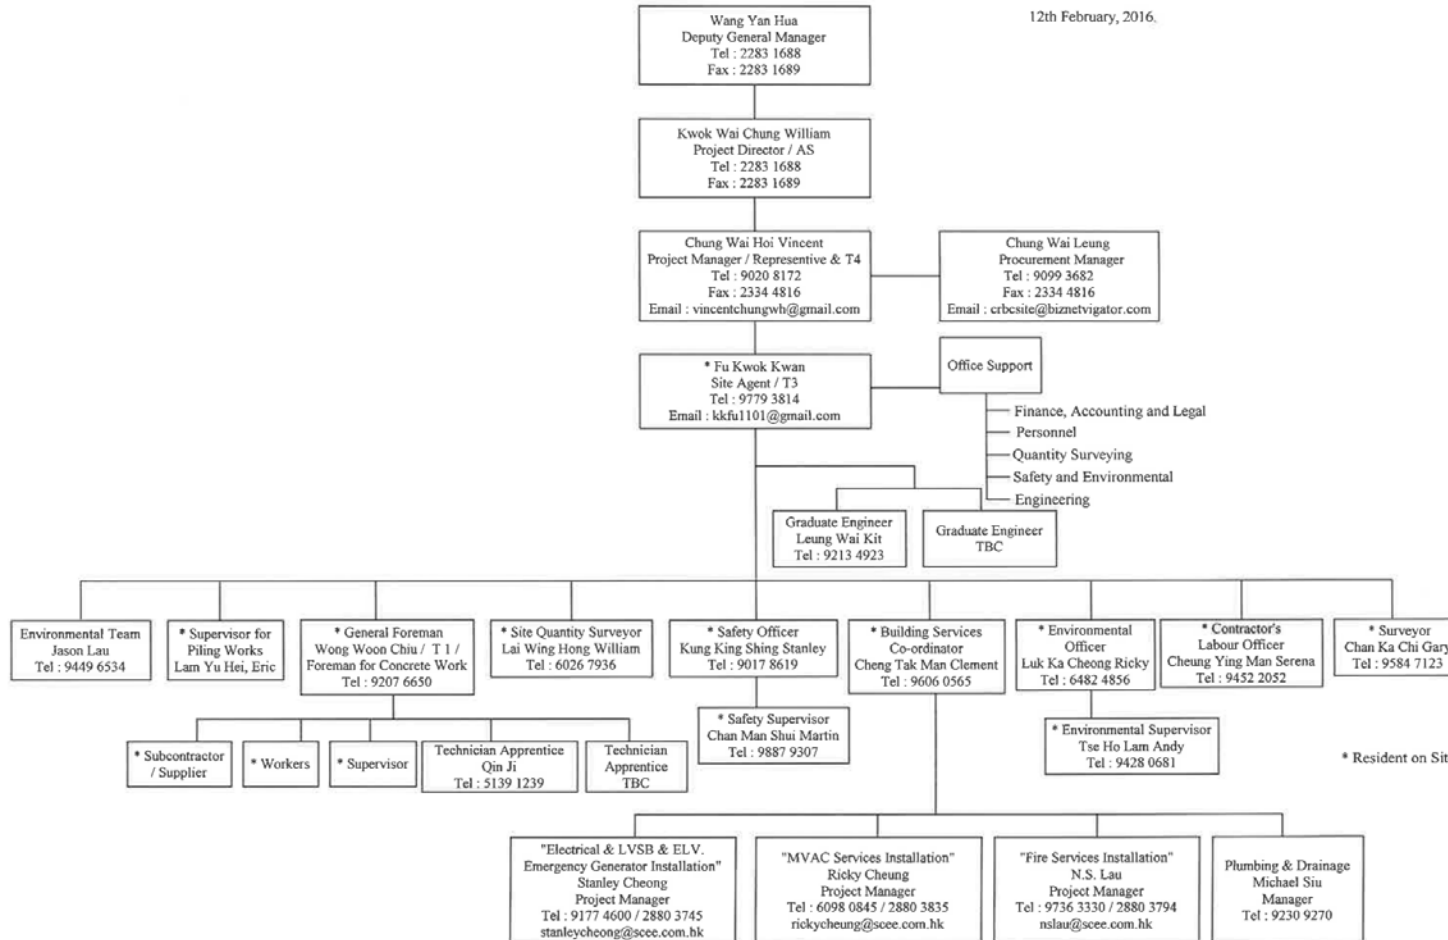 12th February, 2016.
Wang Yan Hua
Deputy General Manager
Tel : 2283 1688
Fax : 2283 1689
Kwok Wai Chung William
Project Director / AS
Tel : 2283 1688
Fax : 2283 1689
Chung Wai Hoi Vincent
Project Manager / Representive & T4
Tel : 9020 8172
Fax : 2334 4816
Email : vincentchungwh@gmail.com
Chung Wai Leung
Procurement Manager
Tel : 9099 3682
Fax : 2334 4816
Email : crbcsite@biznetvigator.com
* Fu Kwok Kwan
Site Agent / T3
Tel : 9779 3814
Email : kkfu1101@gmail.com
Office Support
Finance, Accounting and Legal
Personnel
Quantity Surveying
Safety and Environmental
Engineering
Graduate Engineer
Leung Wai Kit
Tel : 9213 4923
Graduate Engineer
TBC
Environmental Team
Jason Lau
Tel : 9449 6534
* Supervisor for
Piling Works
Lam Yu Hei, Eric
* General Foreman
Wong Woon Chiu / T 1 /
Foreman for Concrete Work
Tel : 9207 6650
* Site Quantity Surveyor
Lai Wing Hong William
Tel : 6026 7936
* Safety Officer
Kung King Shing Stanley
Tel : 9017 8619
* Building Services
Co-ordinator
Cheng Tak Man Clement
Tel : 9606 0565
* Environmental
Officer
Luk Ka Cheong Ricky
Tel : 6482 4856
* Contractor's
Labour Officer
Cheung Ying Man Serena
Tel : 9452 2052
* Surveyor
Chan Ka Chi Gary
Tel : 9584 7123
* Subcontractor
/ Supplier
* Workers
* Supervisor
Technician Apprentice
Qin Ji
Tel : 5139 1239
Technician
Apprentice
TBC
* Safety Supervisor
Chan Man Shui Martin
Tel : 9887 9307
* Environmental Supervisor
Tse Ho Lam Andy
Tel : 9428 0681
* Resident on Sit
"Electrical & LVSB & ELV.
Emergency Generator Installation"
Stanley Cheong
Project Manager
Tel : 9177 4600 / 2880 3745
stanleycheong@scee.com.hk
"MVAC Services Installation"
Ricky Cheung
Project Manager
Tel : 6098 0845 / 2880 3835
rickycheung@scee.com.hk
"Fire Services Installation"
N.S. Lau
Project Manager
Tel : 9736 3330 / 2880 3794
nslau@scee.com.hk
Plumbing & Drainage
Michael Siu
Manager
Tel : 9230 9270